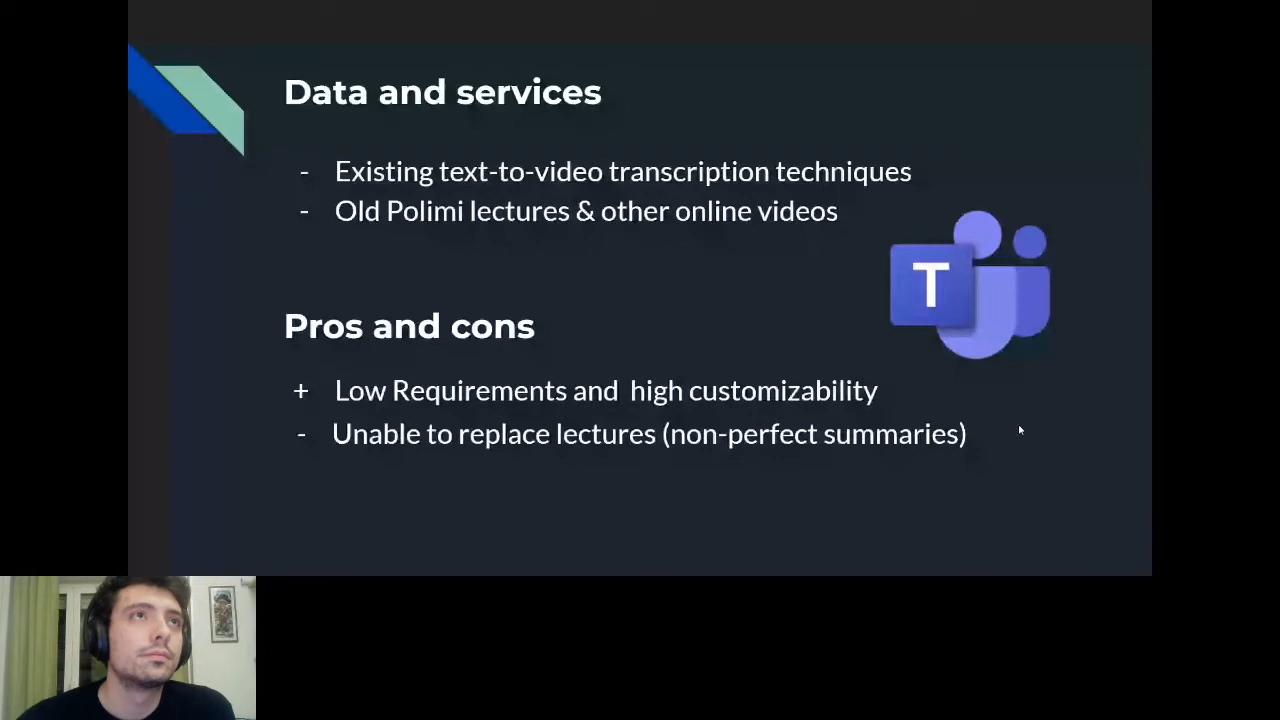 Data and services
- Existing text-to-video transcription techniques
- Old Polimi lectures & other online videos
T
Pros and cons
+ Low Requirements and high customizability
- Unable to replace lectures (non-perfect summaries)